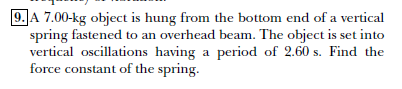 9. A 7.00-kg object is hung from the bottom end of a vertical
spring fastened to an overhead beam. The object is set into
vertical oscillations having a period of 2.60 s. Find the
force constant of the spring.